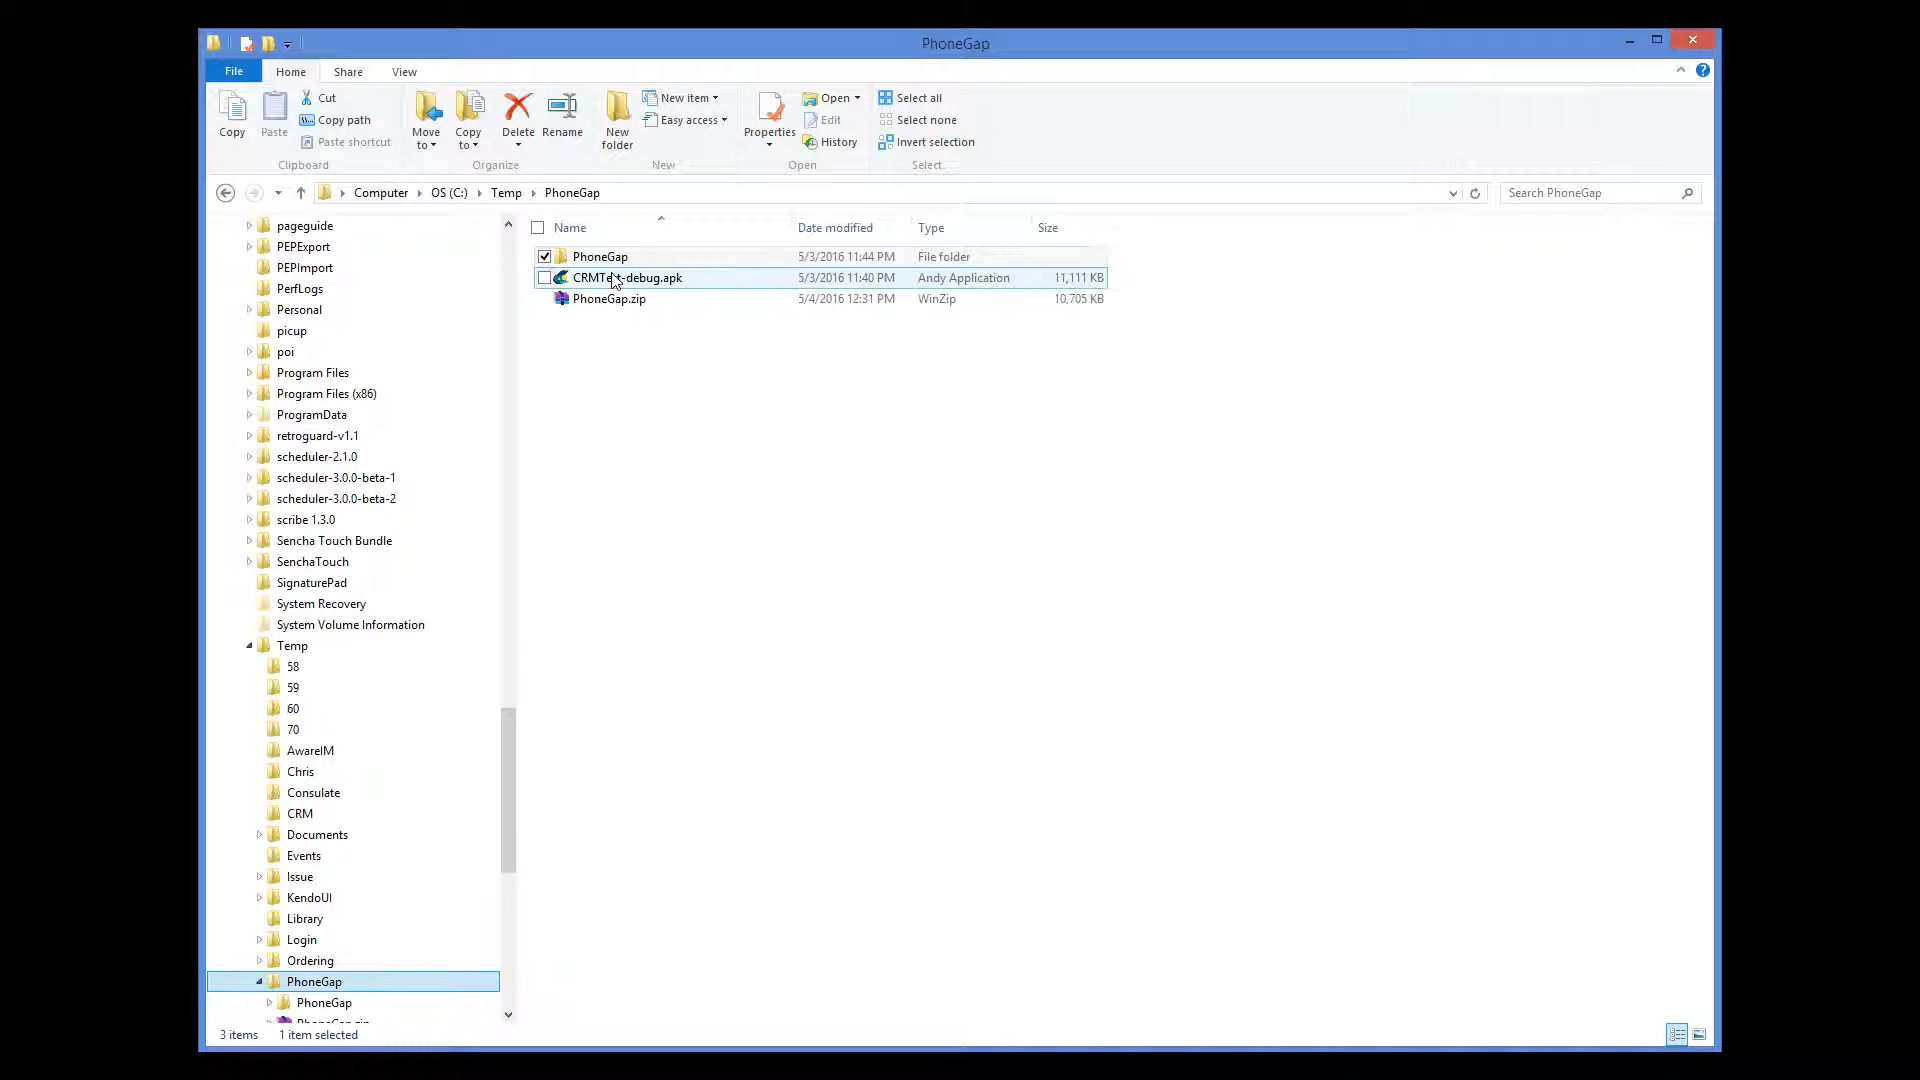 PhoneGap
File Home Share View
Copy
Paste
Cut
Copy path
Paste shortcut
Clipboard
Move to
Copy to
Delete
Rename
Organize
New folder
New item
Easy access
New
Properties
Open
Edit
History
Open
Select all
Select none
Invert selection
Select
Computer OS (C:) Temp PhoneGap
Search PhoneGap
Name Date modified Type Size
PhoneGap 5/3/2016 11:44 PM File folder
CRMTest-debug.apk 5/3/2016 11:40 PM Andy Application 11,111 KB
PhoneGap.zip 5/4/2016 12:31 PM WinZip 10,705 KB
pageguide
PEPExport
PEPImport
PerfLogs
Personal
picup
poi
Program Files
Program Files (x86)
ProgramData
retroguard-v1.1
scheduler-2.1.0
scheduler-3.0.0-beta-1
scheduler-3.0.0-beta-2
scribe 1.3.0
Sencha Touch Bundle
SenchaTouch
SignaturePad
System Recovery
System Volume Information
Temp
58
59
60
70
AwareIM
Chris
Consulate
CRM
Documents
Events
Issue
KendoUI
Library
Login
Ordering
PhoneGap
PhoneGap
PhoneGap.zip
3 items 1 item selected